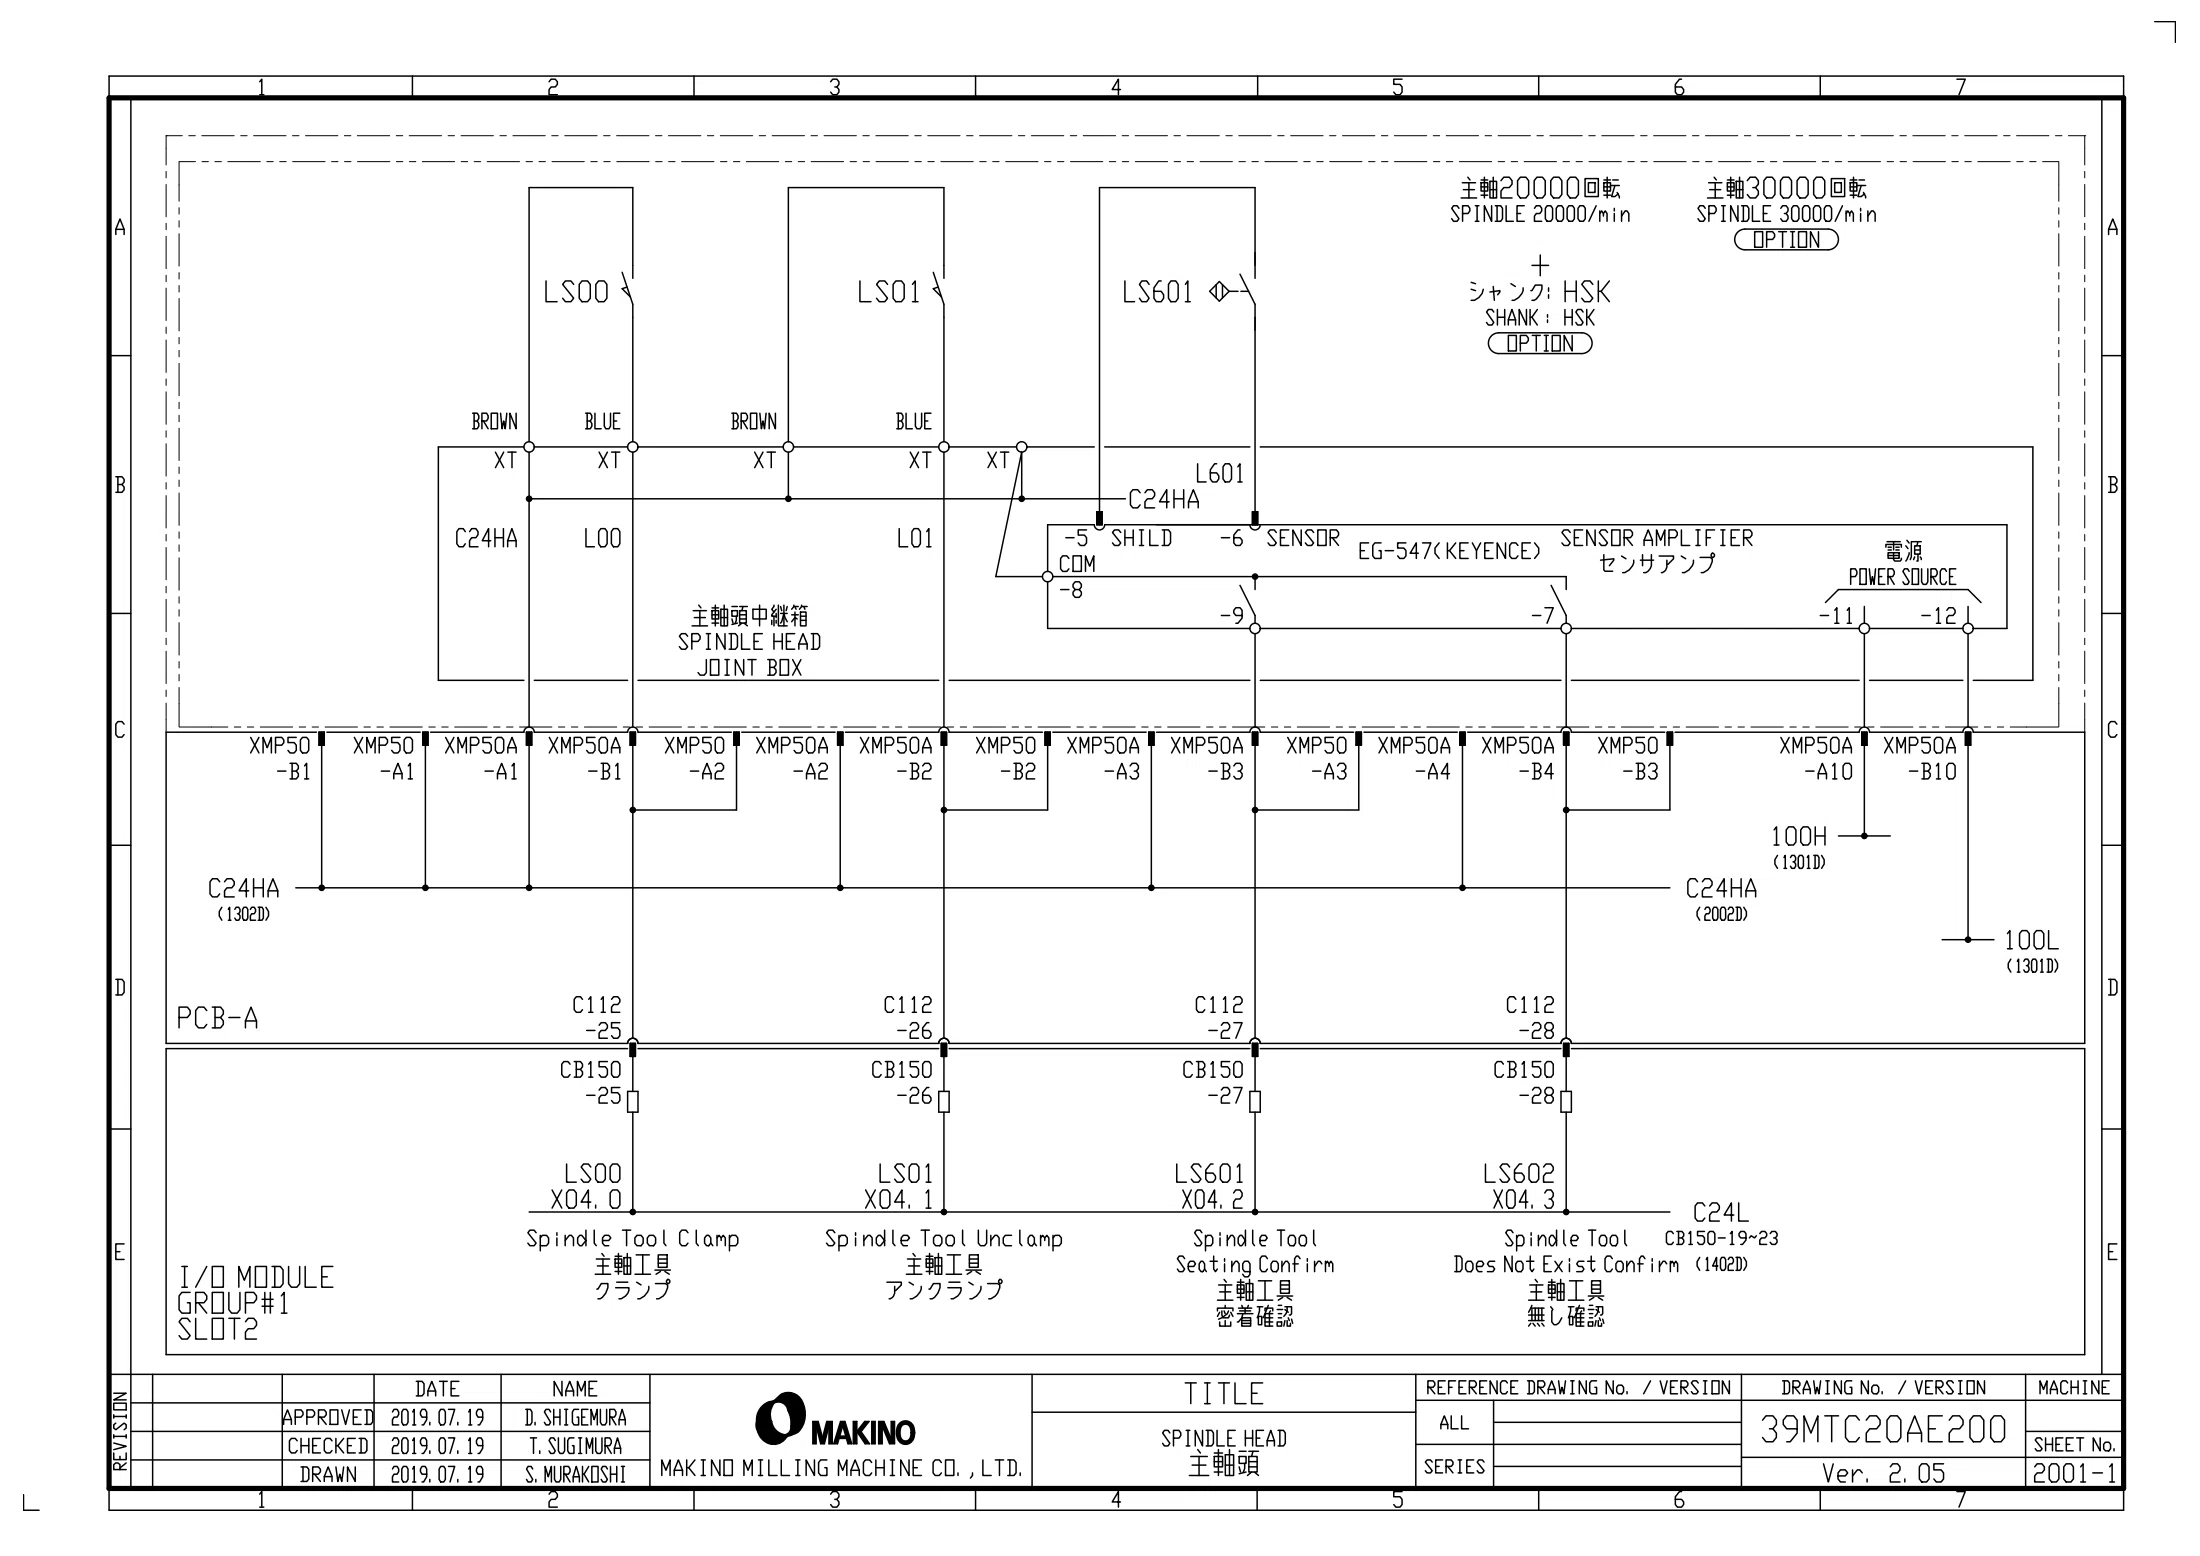 1 2 3 4 5 6 7
A A
主軸20000回転 主軸30000回転
SPINDLE 20000/min SPINDLE 30000/min
OPTION
+
LS00 LS01 LS601 シャンク: HSK
SHANK: HSK
OPTION
BROWN BLUE BROWN BLUE
XT XT XT XT XT
L601
B B
C24HA
C24HA L00 L01 -5 SHILD -6 SENSOR EG-547(KEYENCE) SENSOR AMPLIFIER
センサアンプ
電源
POWER SOURCE
COM
-8
-9 -7 -11 -12
主軸頭中継箱
SPINDLE HEAD
JOINT BOX
C C
XMP50 XMP50 XMP50A XMP50A XMP50 XMP50A XMP50A XMP50 XMP50A XMP50A XMP50 XMP50A XMP50A XMP50 XMP50A XMP50A
-B1 -A1 -A1 -B1 -A2 -A2 -B2 -B2 -A3 -B3 -A3 -A4 -B4 -B3 -A10 -B10
100H
(1301D)
C24HA C24HA
(1302D) (2002D)
100L
(1301D)
D D
PCB-A
C112 C112 C112 C112
-25 -26 -27 -28
CB150 CB150 CB150 CB150
-25 -26 -27 -28
LS00 LS01 LS601 LS602
X04.0 X04.1 X04.2 X04.3
C24L
CB150-19~23
(1402D)
E E
Spindle Tool Clamp
主軸工具
クランプ
Spindle Tool Unclamp
主軸工具
アンクランプ
Spindle Tool
Seating Confirm
主軸工具
密着確認
Spindle Tool
Does Not Exist Confirm
主軸工具
無し確認
I/O MODULE
GROUP#1
SLOT2
REVISION
DATE NAME
APPROVED 2019.07.19 D. SHIGEMURA
CHECKED 2019.07.19 T. SUGIMURA
DRAWN 2019.07.19 S. MURAKOSHI
MAKINO
MAKINO MILLING MACHINE CO.,LTD.
TITLE
SPINDLE HEAD
主軸頭
REFERENCE DRAWING No. / VERSION
ALL
SERIES
DRAWING No. / VERSION
39MTC20AE200
Ver. 2.05
MACHINE
SHEET No.
2001-1
1 2 3 4 5 6 7